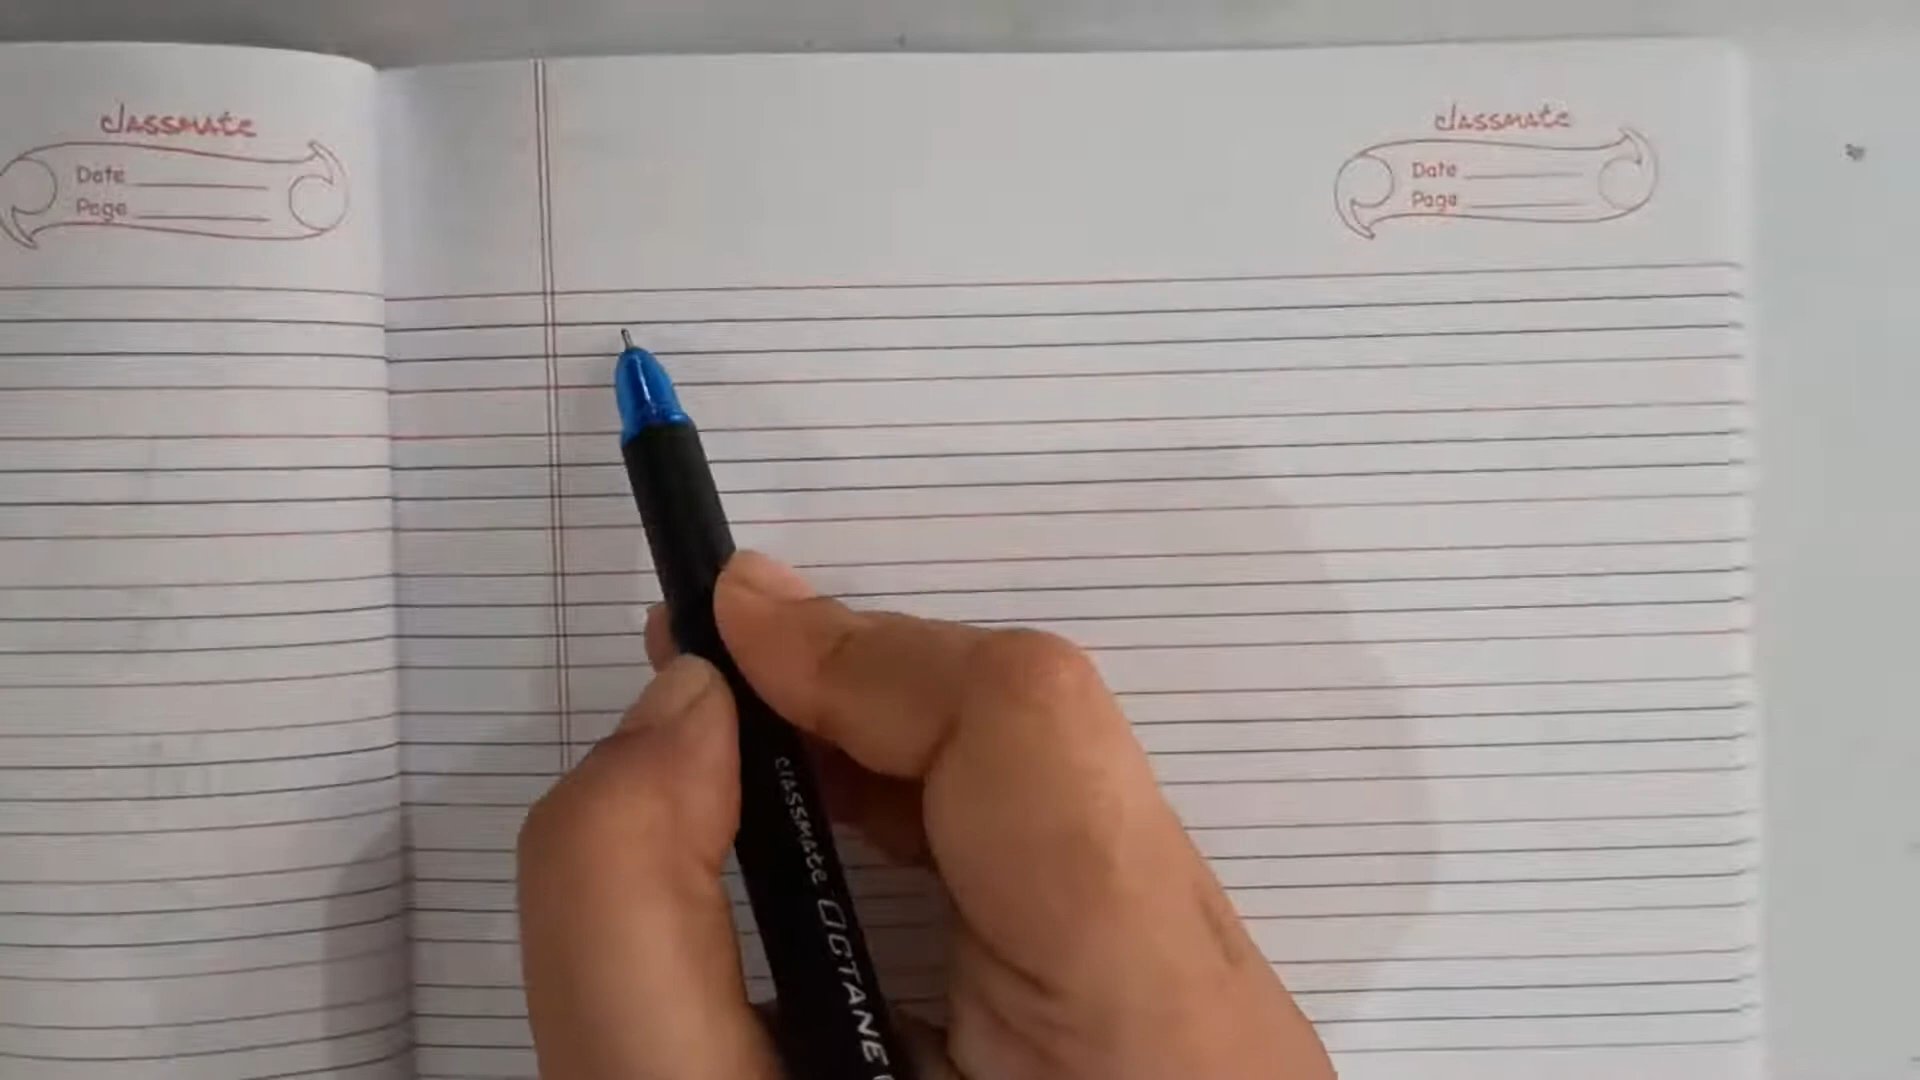 classmate
Date
Page
classmate
Date
Page
classmate OCTANE